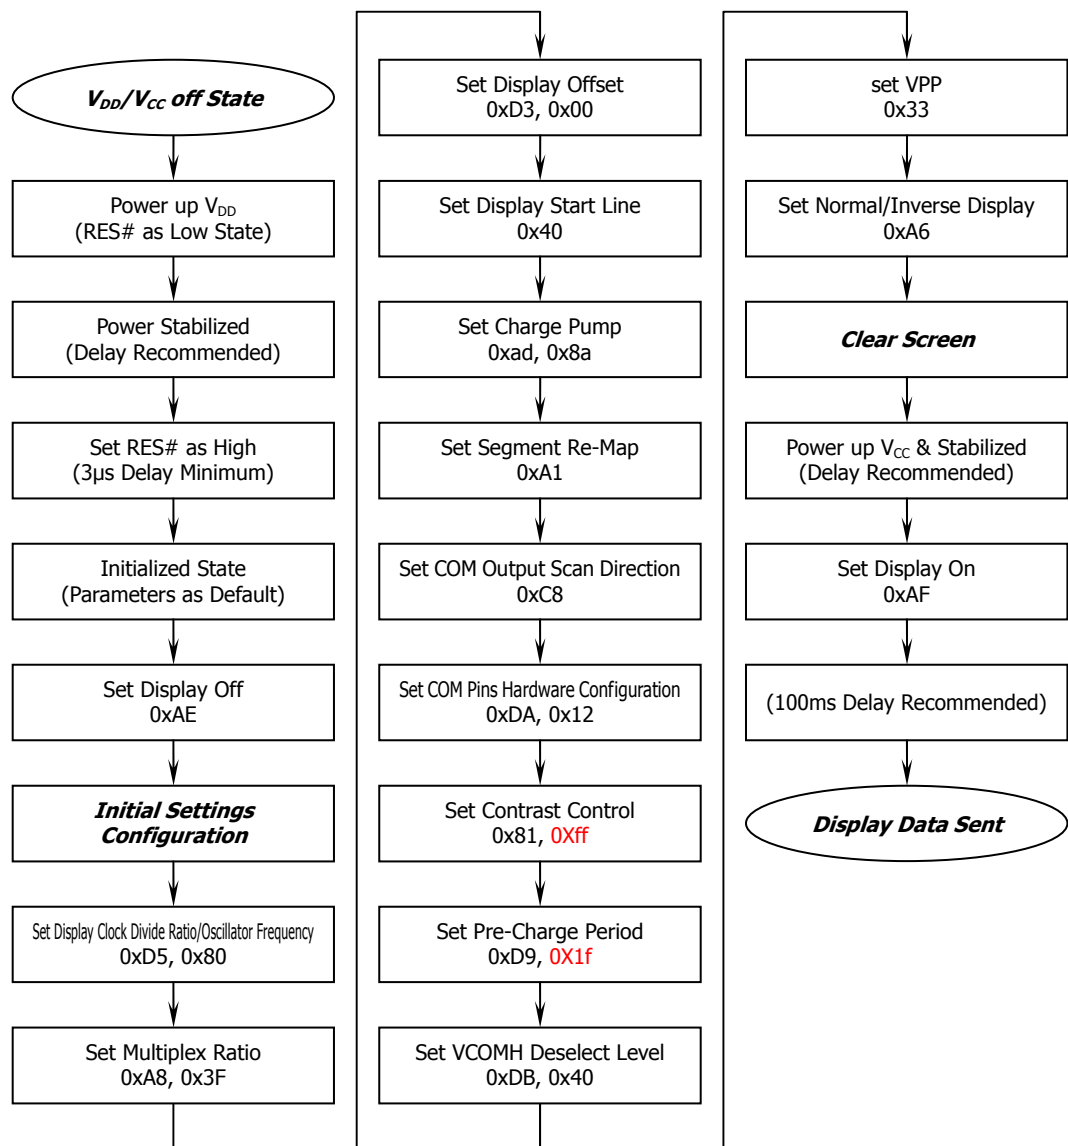 V_DD/V_CC off State
Power up V_DD
(RES# as Low State)
Power Stabilized
(Delay Recommended)
Set RES# as High
(3μs Delay Minimum)
Initialized State
(Parameters as Default)
Set Display Off
0xAE
Initial Settings
Configuration
Set Display Clock Divide Ratio/Oscillator Frequency
0xD5, 0x80
Set Multiplex Ratio
0xA8, 0x3F
Set Display Offset
0xD3, 0x00
Set Display Start Line
0x40
Set Charge Pump
0xad, 0x8a
Set Segment Re-Map
0xA1
Set COM Output Scan Direction
0xC8
Set COM Pins Hardware Configuration
0xDA, 0x12
Set Contrast Control
0x81, 0Xff
Set Pre-Charge Period
0xD9, 0X1f
Set VCOMH Deselect Level
0xDB, 0x40
set VPP
0x33
Set Normal/Inverse Display
0xA6
Clear Screen
Power up V_CC & Stabilized
(Delay Recommended)
Set Display On
0xAF
(100ms Delay Recommended)
Display Data Sent